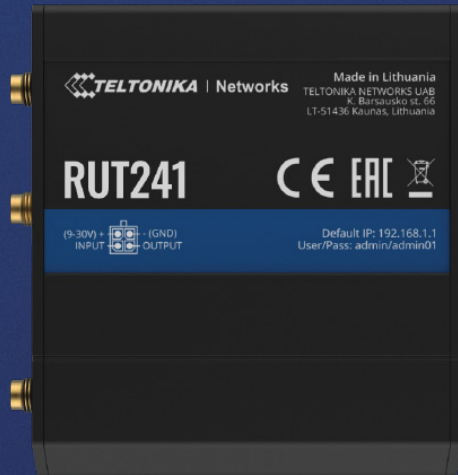 TELTONIKA | Networks
Made in Lithuania
TELTONIKA NETWORKS UAB
K. Barsausko st. 66
LT-51436 Kaunas, Lithuania
RUT241
CE EAC
(9-30V) + - (GND)
INPUT OUTPUT
Default IP: 192.168.1.1
User/Pass: admin/admin01